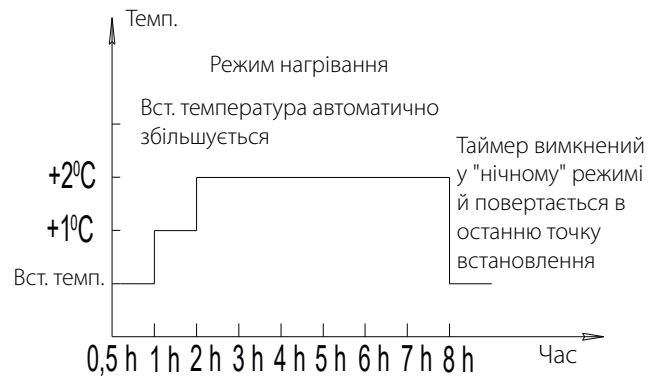 Темп.
Режим нагрівання
Вст. температура автоматично
збільшується
Таймер вимкнений
у "нічному" режимі
й повертається в
останню точку
встановлення
+2⁰C
+1⁰C
Вст. темп.
0,5 h 1 h 2 h 3 h 4 h 5 h 6 h 7 h 8 h
Час